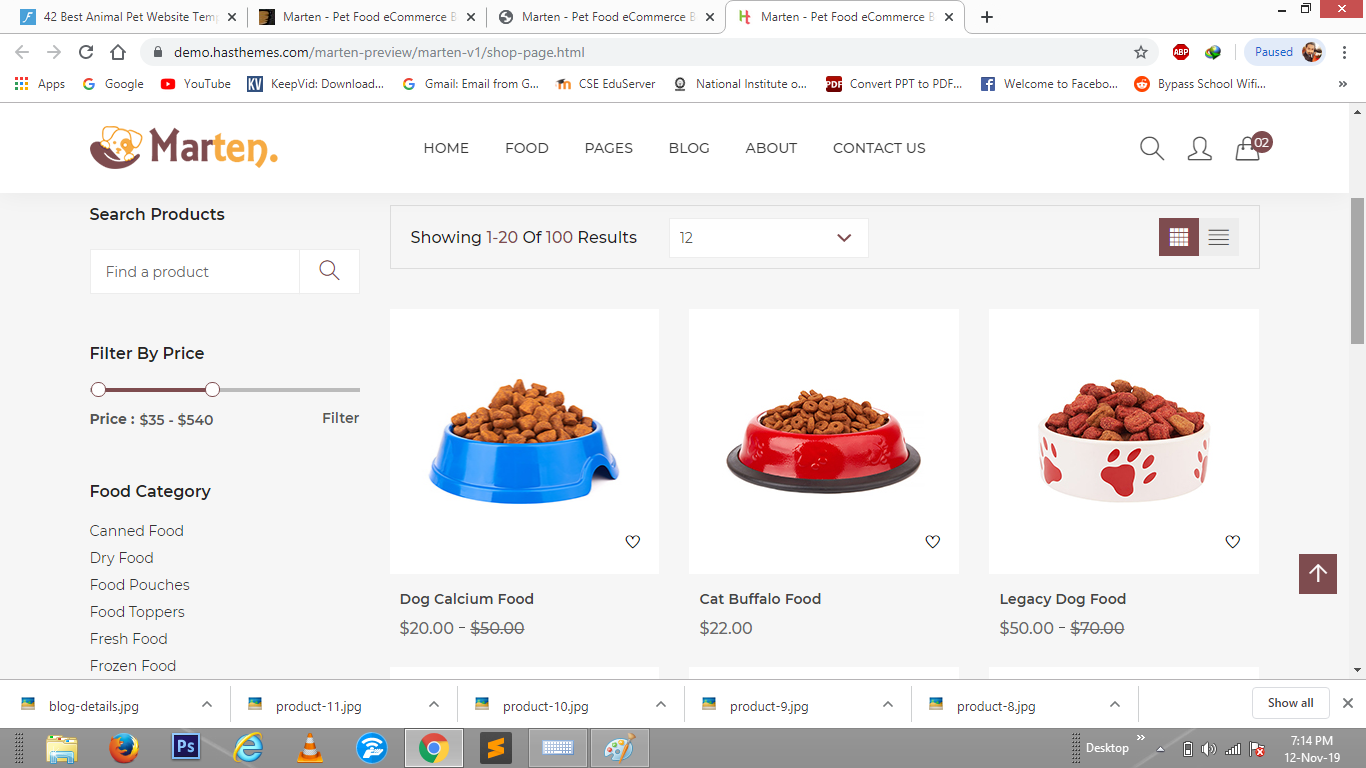 42 Best Animal Pet Website Temp
Marten - Pet Food eCommerce B
Marten - Pet Food eCommerce B
Marten - Pet Food eCommerce B
demo.hasthemes.com/marten-preview/marten-v1/shop-page.html
ABP
Paused
Apps
Google
YouTube
KV KeepVid: Download...
Gmail: Email from G...
CSE EduServer
National Institute o...
PDF Convert PPT to PDF...
Welcome to Facebo...
Bypass School Wifi...
Marten.
HOME
FOOD
PAGES
BLOG
ABOUT
CONTACT US
02
Search Products
Find a product
Showing 1-20 Of 100 Results
12
Filter By Price
Price : $35 - $540
Filter
Food Category
Canned Food
Dry Food
Food Pouches
Food Toppers
Fresh Food
Frozen Food
Dog Calcium Food
$20.00 - $50.00
Cat Buffalo Food
$22.00
Legacy Dog Food
$50.00 - $70.00
blog-details.jpg
product-11.jpg
product-10.jpg
product-9.jpg
product-8.jpg
Show all
Ps
Desktop
7:14 PM
12-Nov-19